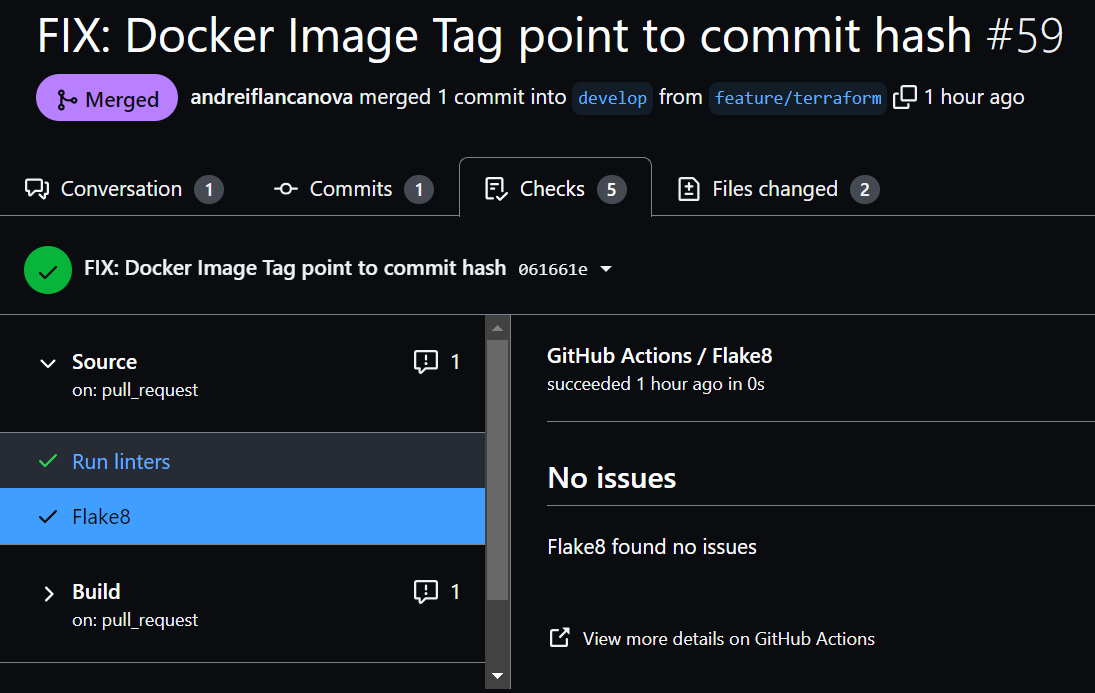 FIX: Docker Image Tag point to commit hash #59
Merged andreiflancanova merged 1 commit into develop from feature/terraform 1 hour ago
Conversation 1 Commits 1 Checks 5 Files changed 2
FIX: Docker Image Tag point to commit hash 061661e
Source 1
on: pull_request
Run linters
Flake8
Build 1
on: pull_request
GitHub Actions / Flake8
succeeded 1 hour ago in 0s
No issues
Flake8 found no issues
View more details on GitHub Actions